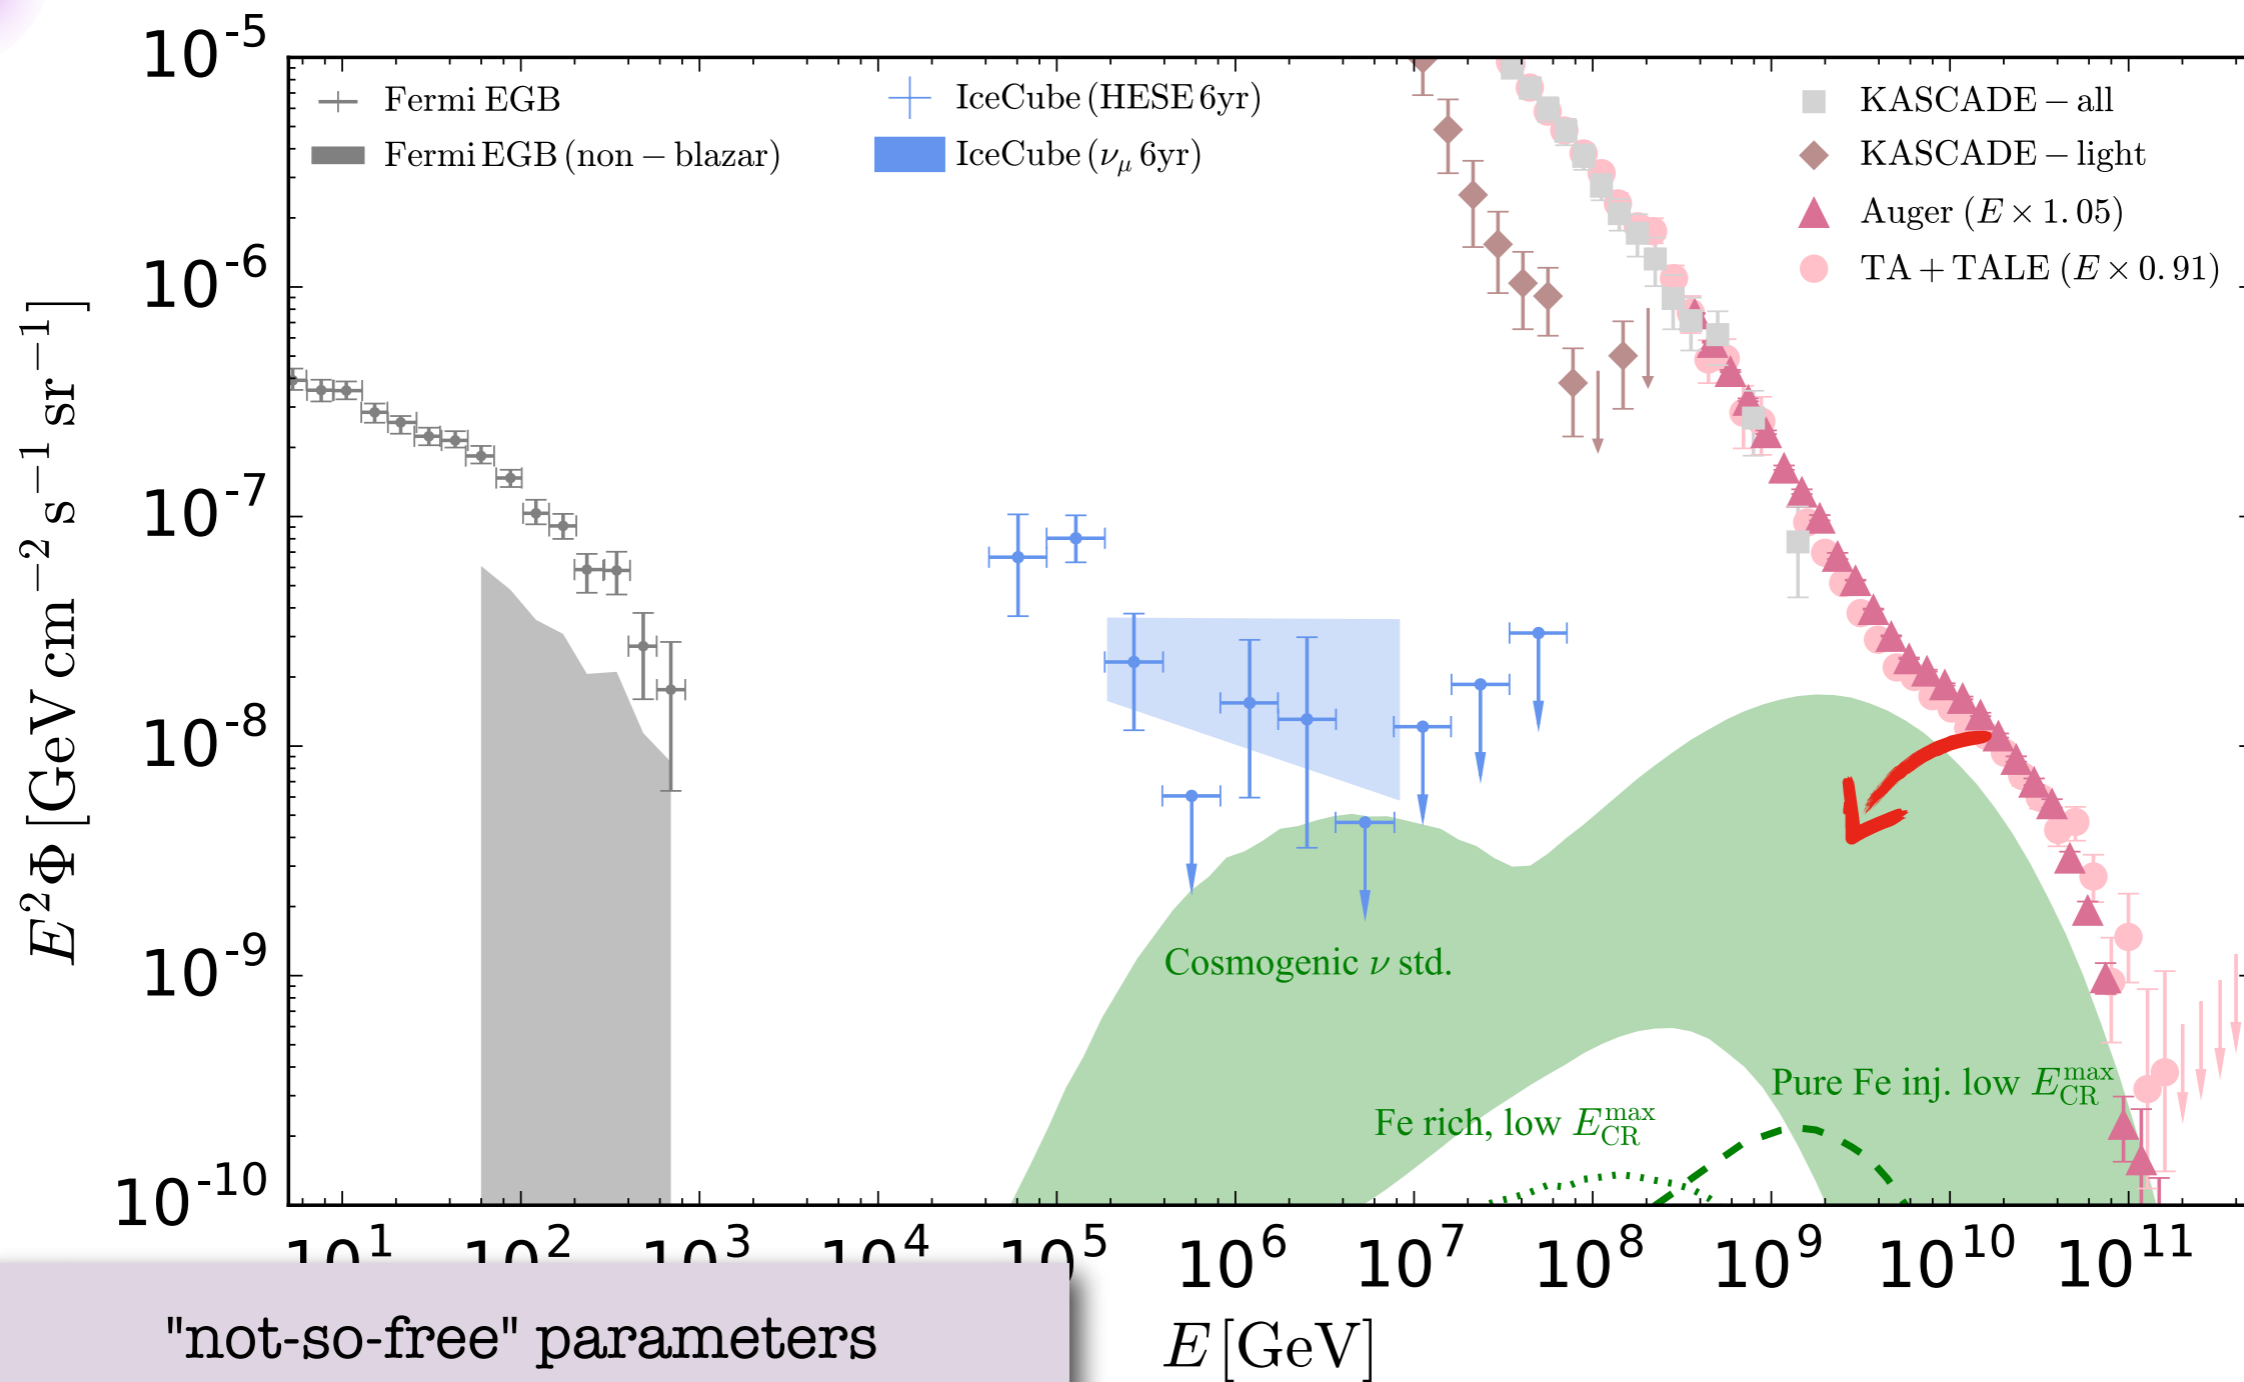 10^-5
10^-6
10^-7
10^-8
10^-9
10^-10
E^2Φ [GeV cm^−2 s^−1 sr^−1]
Fermi EGB
Fermi EGB (non − blazar)
IceCube (HESE 6yr)
IceCube (ν_μ 6yr)
KASCADE − all
KASCADE − light
Auger (E × 1.05)
TA + TALE (E × 0.91)
Cosmogenic ν std.
Pure Fe inj. low E_CR^max
Fe rich, low E_CR^max
10^1 10^2 10^3 10^4 10^5 10^6 10^7 10^8 10^9 10^10 10^11
E [GeV]
"not-so-free" parameters